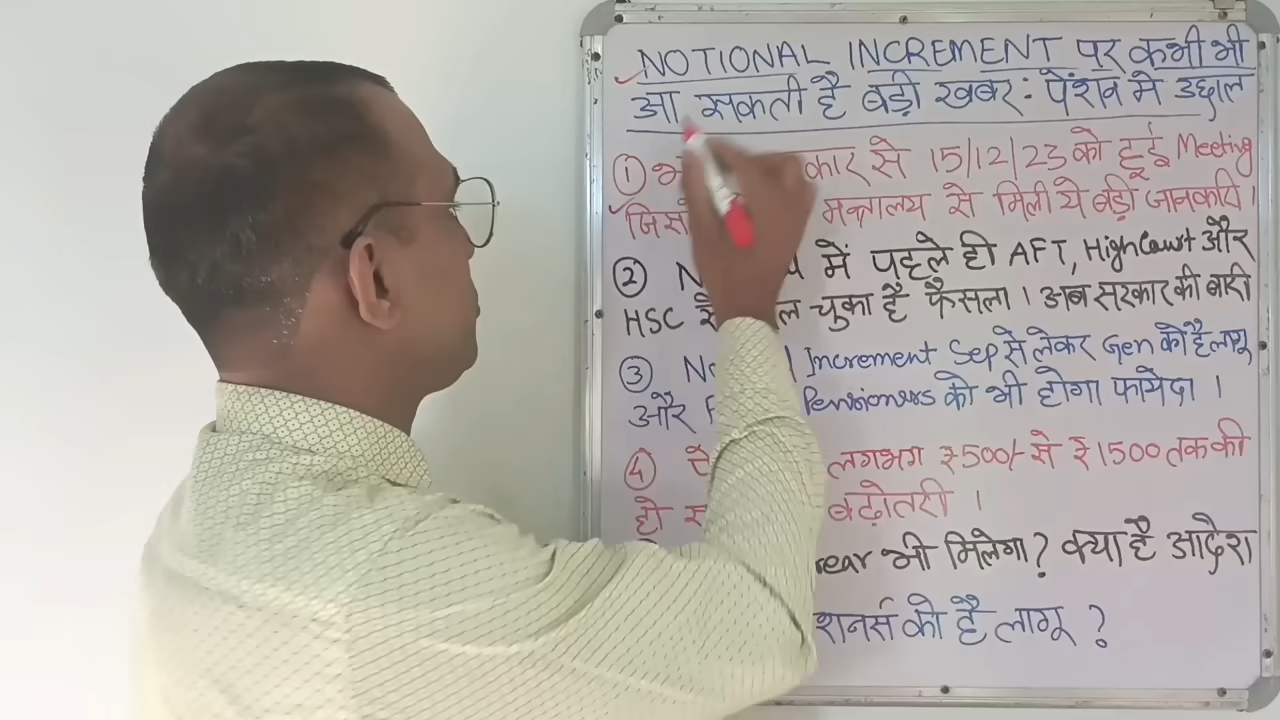 NOTIONAL INCREMENT पर कभी भी
आ सकती है बड़ी खबर:- पेंशन मे उछाल
① कार से 15/12/23 को हुई Meeting
मन्त्रालय से मिली ये बड़ी जानकारी।
② में पहले ही AFT, High Court और
HSC चुका है फैसला। अब सरकार की बारी
③ Increment Sep से लेकर Gen को है लागू
और Pensioners को भी होगा फायेदा।
④ लगभग ₹500/- से ₹1500 तक की
हो बढ़ोतरी।
rear भी मिलेगा? क्या है आदेश
शनर्स को है लागू?